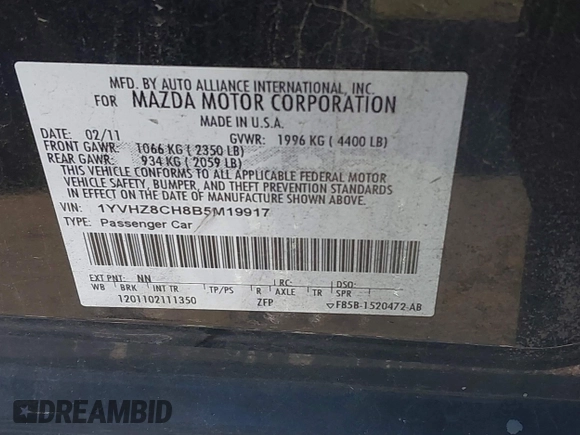 MFD. BY AUTO ALLIANCE INTERNATIONAL, INC.
FOR MAZDA MOTOR CORPORATION
MADE IN U.S.A.
DATE: 02/11 GVWR: 1996 KG ( 4400 LB)
FRONT GAWR: 1066 KG ( 2350 LB)
REAR GAWR: 934 KG ( 2059 LB)
THIS VEHICLE CONFORMS TO ALL APPLICABLE FEDERAL MOTOR
VEHICLE SAFETY, BUMPER, AND THEFT PREVENTION STANDARDS
IN EFFECT ON THE DATE OF MANUFACTURE SHOWN ABOVE.
VIN: 1YVHZ8CH8B5M19917
TYPE: Passenger Car
EXT PNT: NN RC: DSO:
WB BRK INT TR TP/PS R AXLE TR SPR
1201102111350 ZFP F85B-1520472-AB
DREAMBID